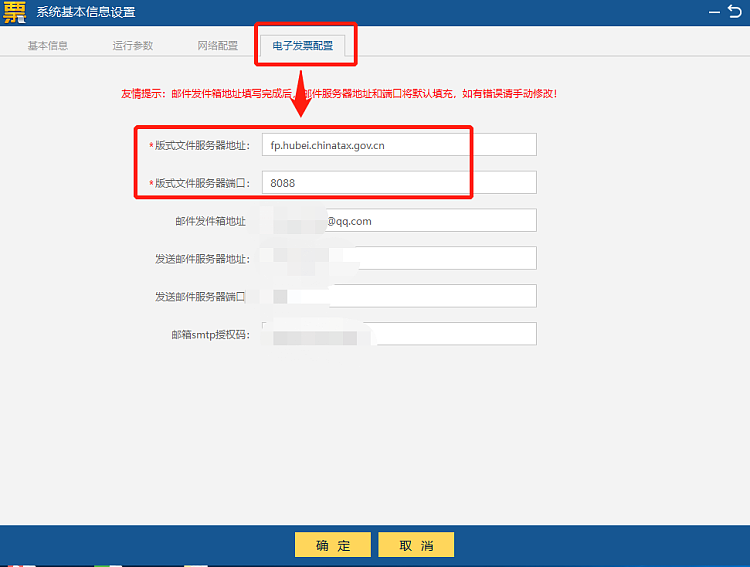 票 系统基本信息设置
基本信息 运行参数 网络配置 电子发票配置
友情提示：邮件发件箱地址填写完成后，邮件服务器地址和端口将默认填充，如有错误请手动修改！
*版式文件服务器地址： fp.hubei.chinatax.gov.cn
*版式文件服务器端口： 8088
邮件发件箱地址 @qq.com
发送邮件服务器地址：
发送邮件服务器端口
邮箱smtp授权码：
确 定 取 消